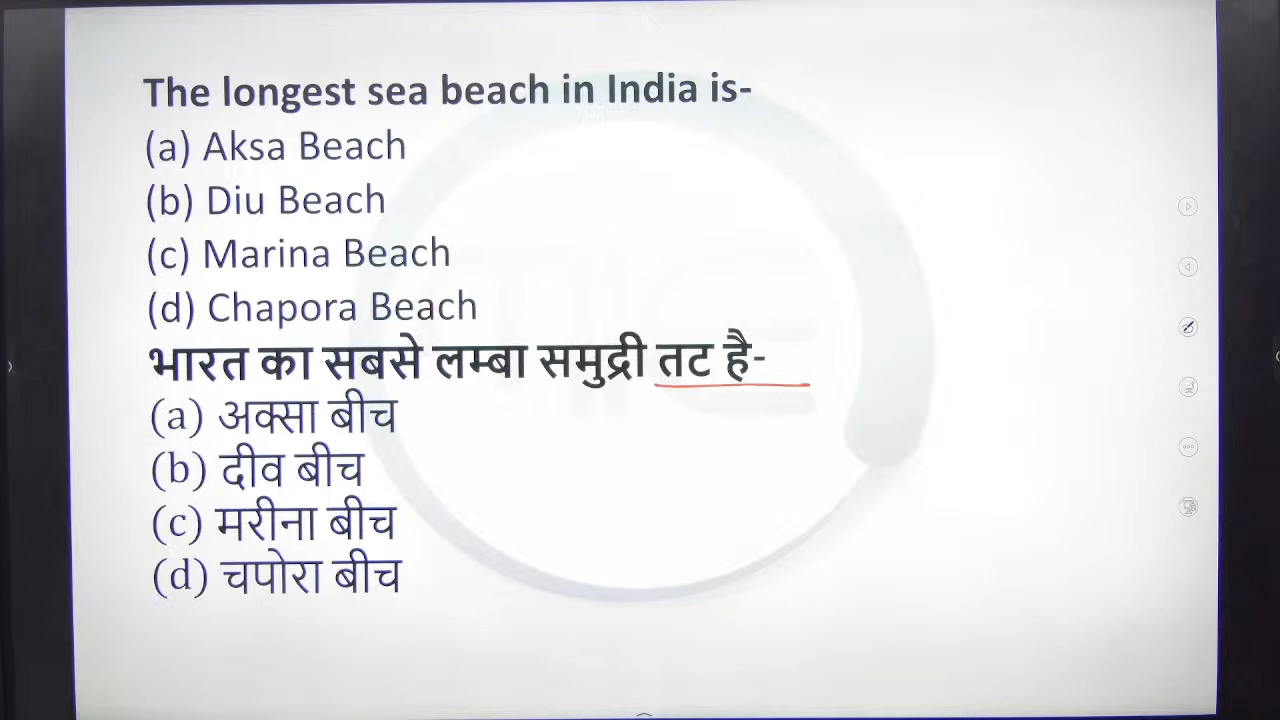 The longest sea beach in India is-
(a) Aksa Beach
(b) Diu Beach
(c) Marina Beach
(d) Chapora Beach
भारत का सबसे लम्बा समुद्री तट है-
(a) अक्सा बीच
(b) दीव बीच
(c) मरीना बीच
(d) चपोरा बीच